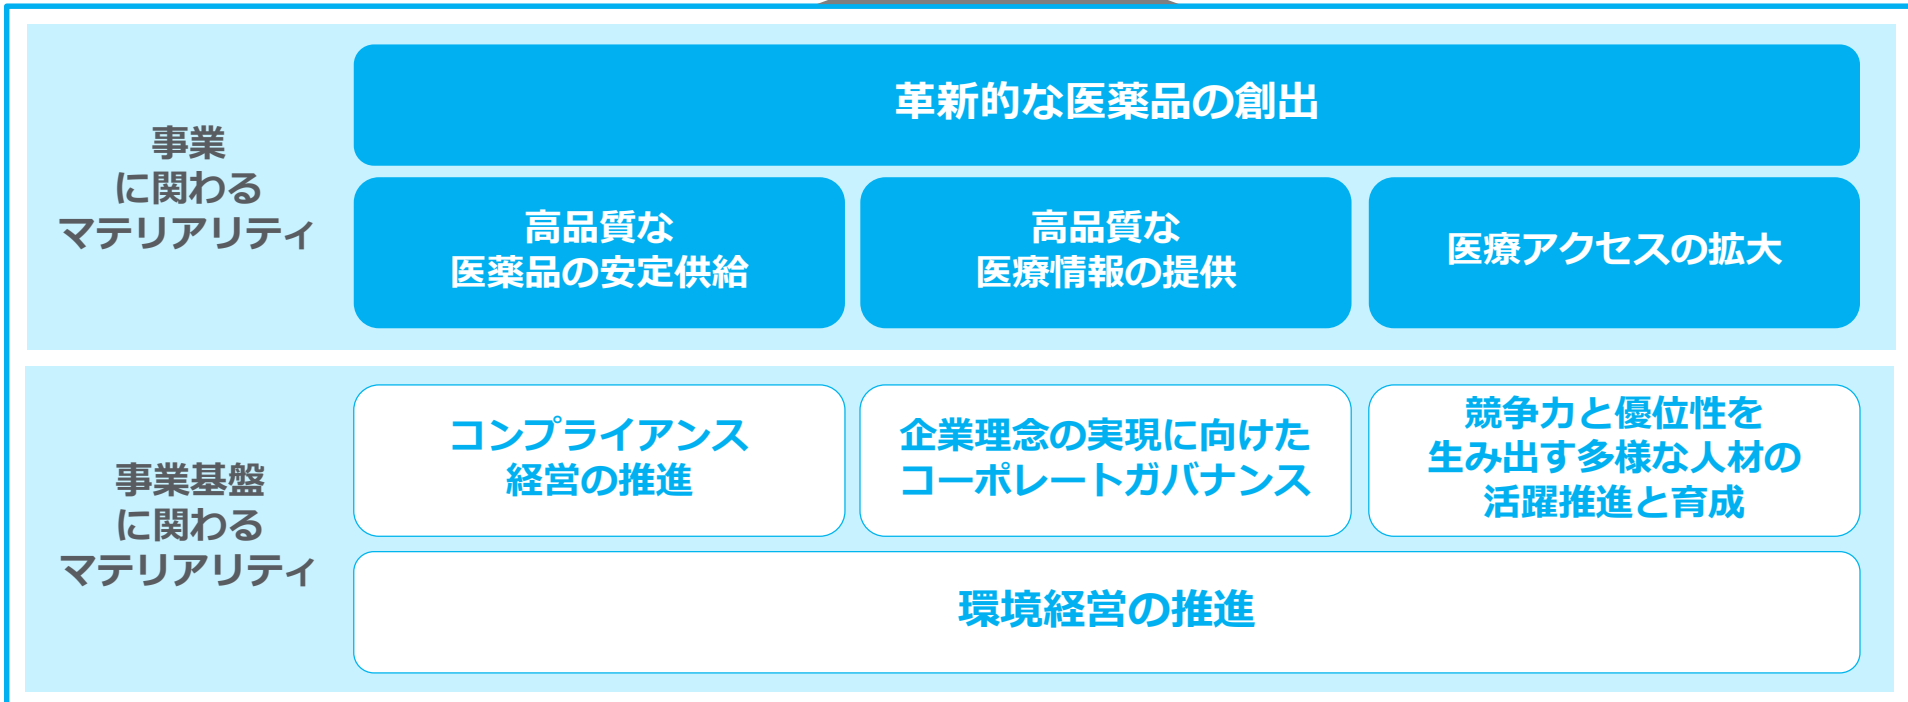 事業
に関わる
マテリアリティ
革新的な医薬品の創出
高品質な
医薬品の安定供給
高品質な
医療情報の提供
医療アクセスの拡大
事業基盤
に関わる
マテリアリティ
コンプライアンス
経営の推進
企業理念の実現に向けた
コーポレートガバナンス
競争力と優位性を
生み出す多様な人材の
活躍推進と育成
環境経営の推進